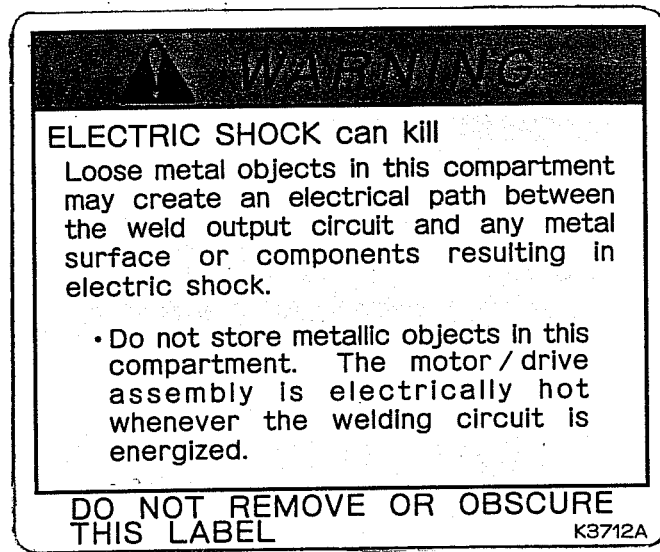 WARNING
ELECTRIC SHOCK can kill
Loose metal objects in this compartment
may create an electrical path between
the weld output circuit and any metal
surface or components resulting in
electric shock.
• Do not store metallic objects in this
compartment. The motor / drive
assembly is electrically hot
whenever the welding circuit is
energized.
DO NOT REMOVE OR OBSCURE
THIS LABEL
K3712A